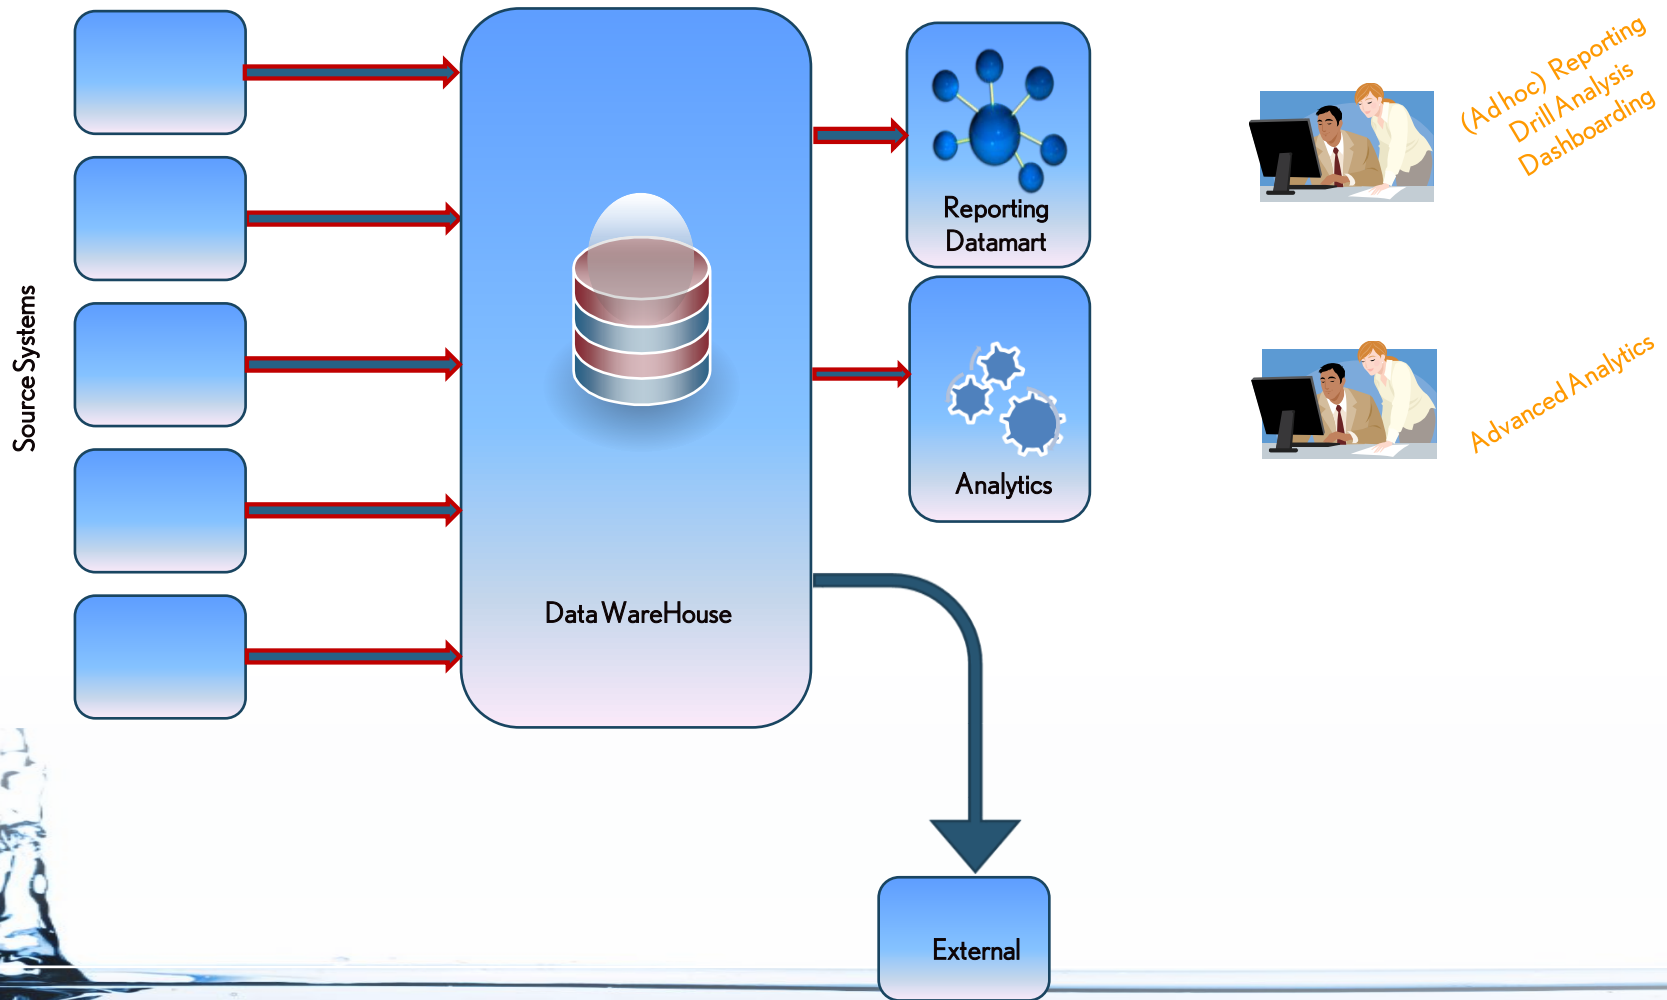 Source Systems
Data WareHouse
Reporting
Datamart
Analytics
External
(Ad hoc) Reporting
Drill Analysis
Dashboarding
Advanced Analytics